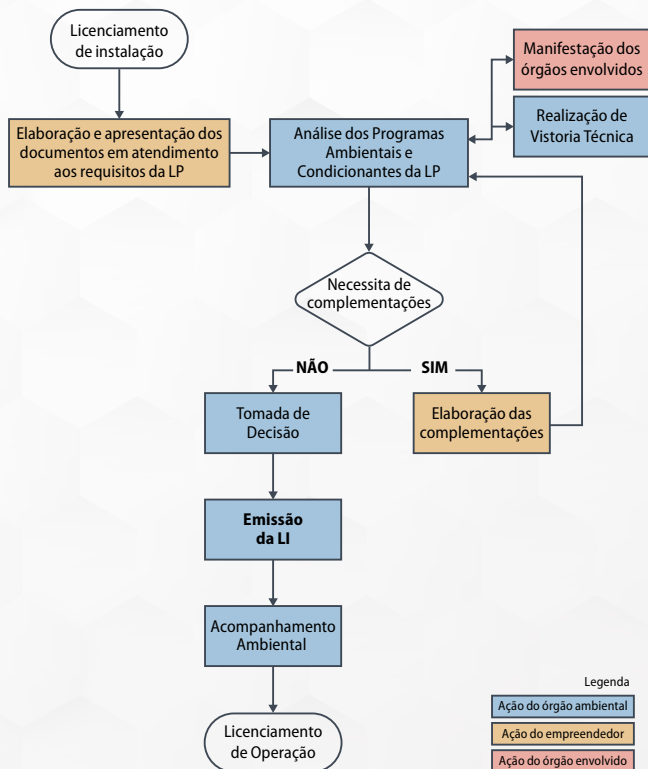 Licenciamento
de instalação
Manifestação dos
órgãos envolvidos
Elaboração e apresentação dos
documentos em atendimento
aos requisitos da LP
Análise dos Programas
Ambientais e
Condicionantes da LP
Realização de
Vistoria Técnica
Necessita de
complementações
NÃO
SIM
Tomada de
Decisão
Elaboração das
complementações
Emissão
da LI
Acompanhamento
Ambiental
Licenciamento
de Operação
Legenda
Ação do órgão ambiental
Ação do empreendedor
Ação do órgão envolvido